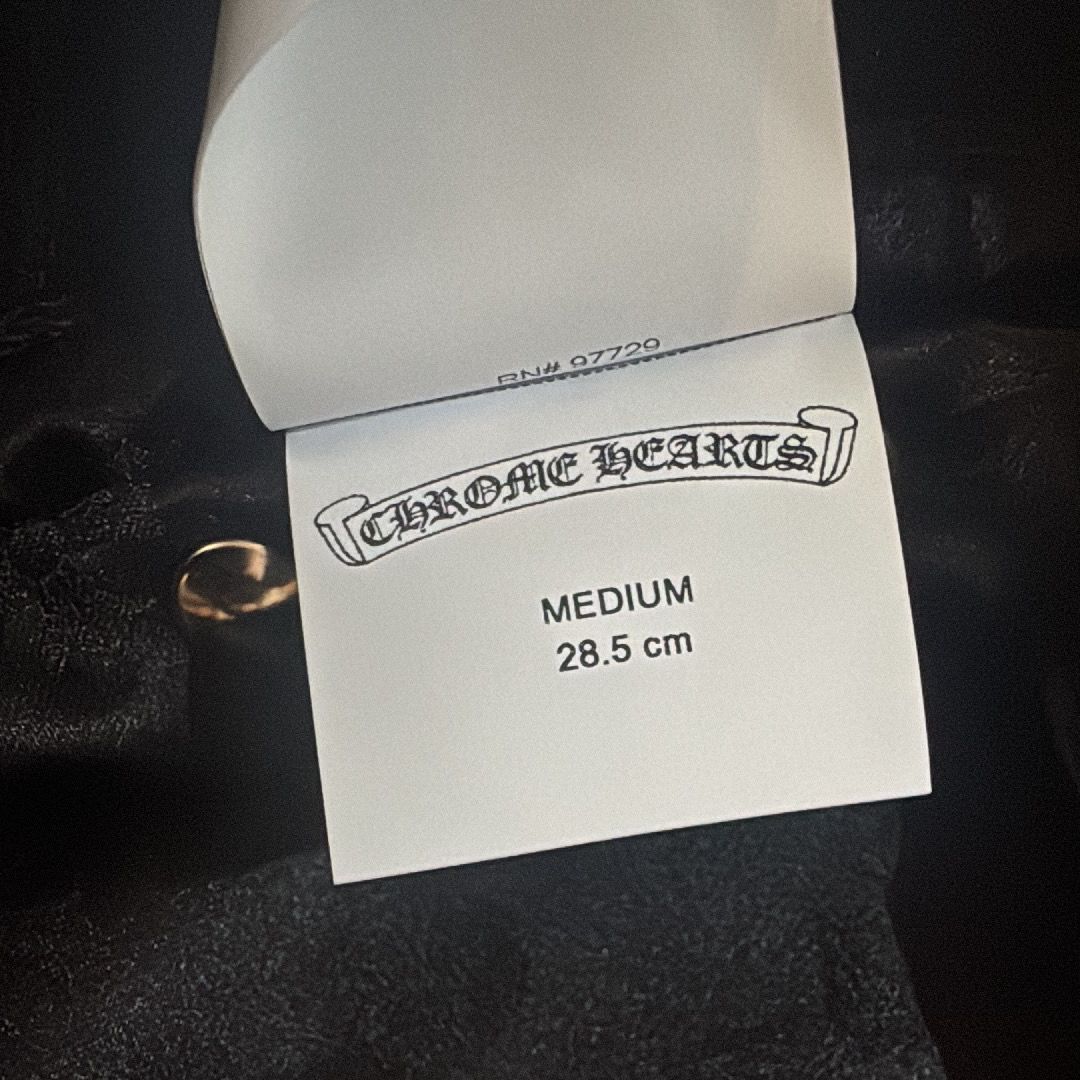 RN# 97729
CHROME HEARTS
MEDIUM
28.5 cm